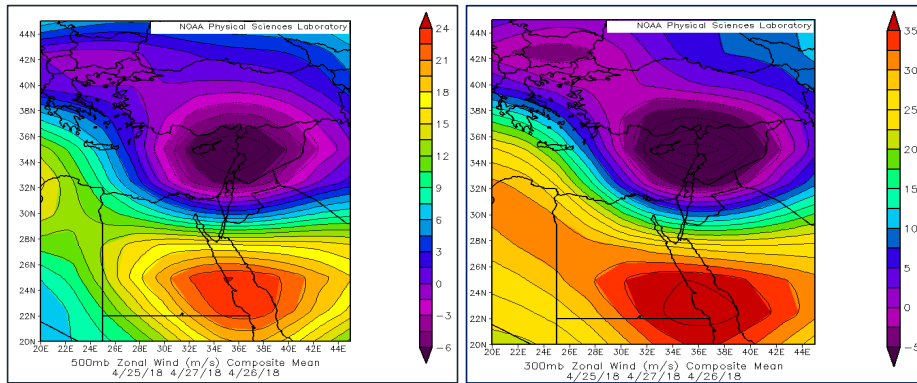 NOAA Physical Sciences Laboratory
44N
42N
40N
38N
36N
34N
32N
30N
28N
26N
24N
22N
20N
20E 22E 24E 26E 28E 30E 32E 34E 36E 38E 40E 42E 44E
24
21
18
15
12
9
6
3
0
-3
-6
500mb Zonal Wind (m/s) Composite Mean
4/25/18 4/27/18 4/26/18
NOAA Physical Sciences Laboratory
44N
42N
40N
38N
36N
34N
32N
30N
28N
26N
24N
22N
20N
20E 22E 24E 26E 28E 30E 32E 34E 36E 38E 40E 42E 44E
35
30
25
20
15
10
5
0
-5
300mb Zonal Wind (m/s) Composite Mean
4/25/18 4/27/18 4/26/18